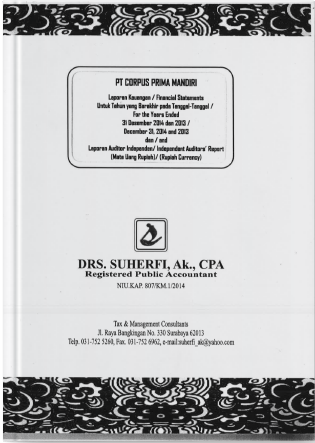 PT CORPUS PRIMA MANDIRI
Laporan Keuangan / Financial Statements
Untuk Tahun yang Berakhir pada Tanggal-Tanggal /
For the Years Ended
31 Desember 2014 dan 2013 /
December 31, 2014 and 2013
dan / and
Laporan Auditor Independen/ Independent Auditors' Report
(Mata Uang Rupiah)/ (Rupiah Currency)
DRS. SUHERFI, Ak., CPA
Registered Public Accountant
NIU.KAP. 807/KM.1/2014
Tax & Management Consultants
Jl. Raya Bangkingan No. 330 Surabaya 62013
Telp. 031-752 5260, Fax. 031-752 6962, e-mail:suherfi_ak@yahoo.com